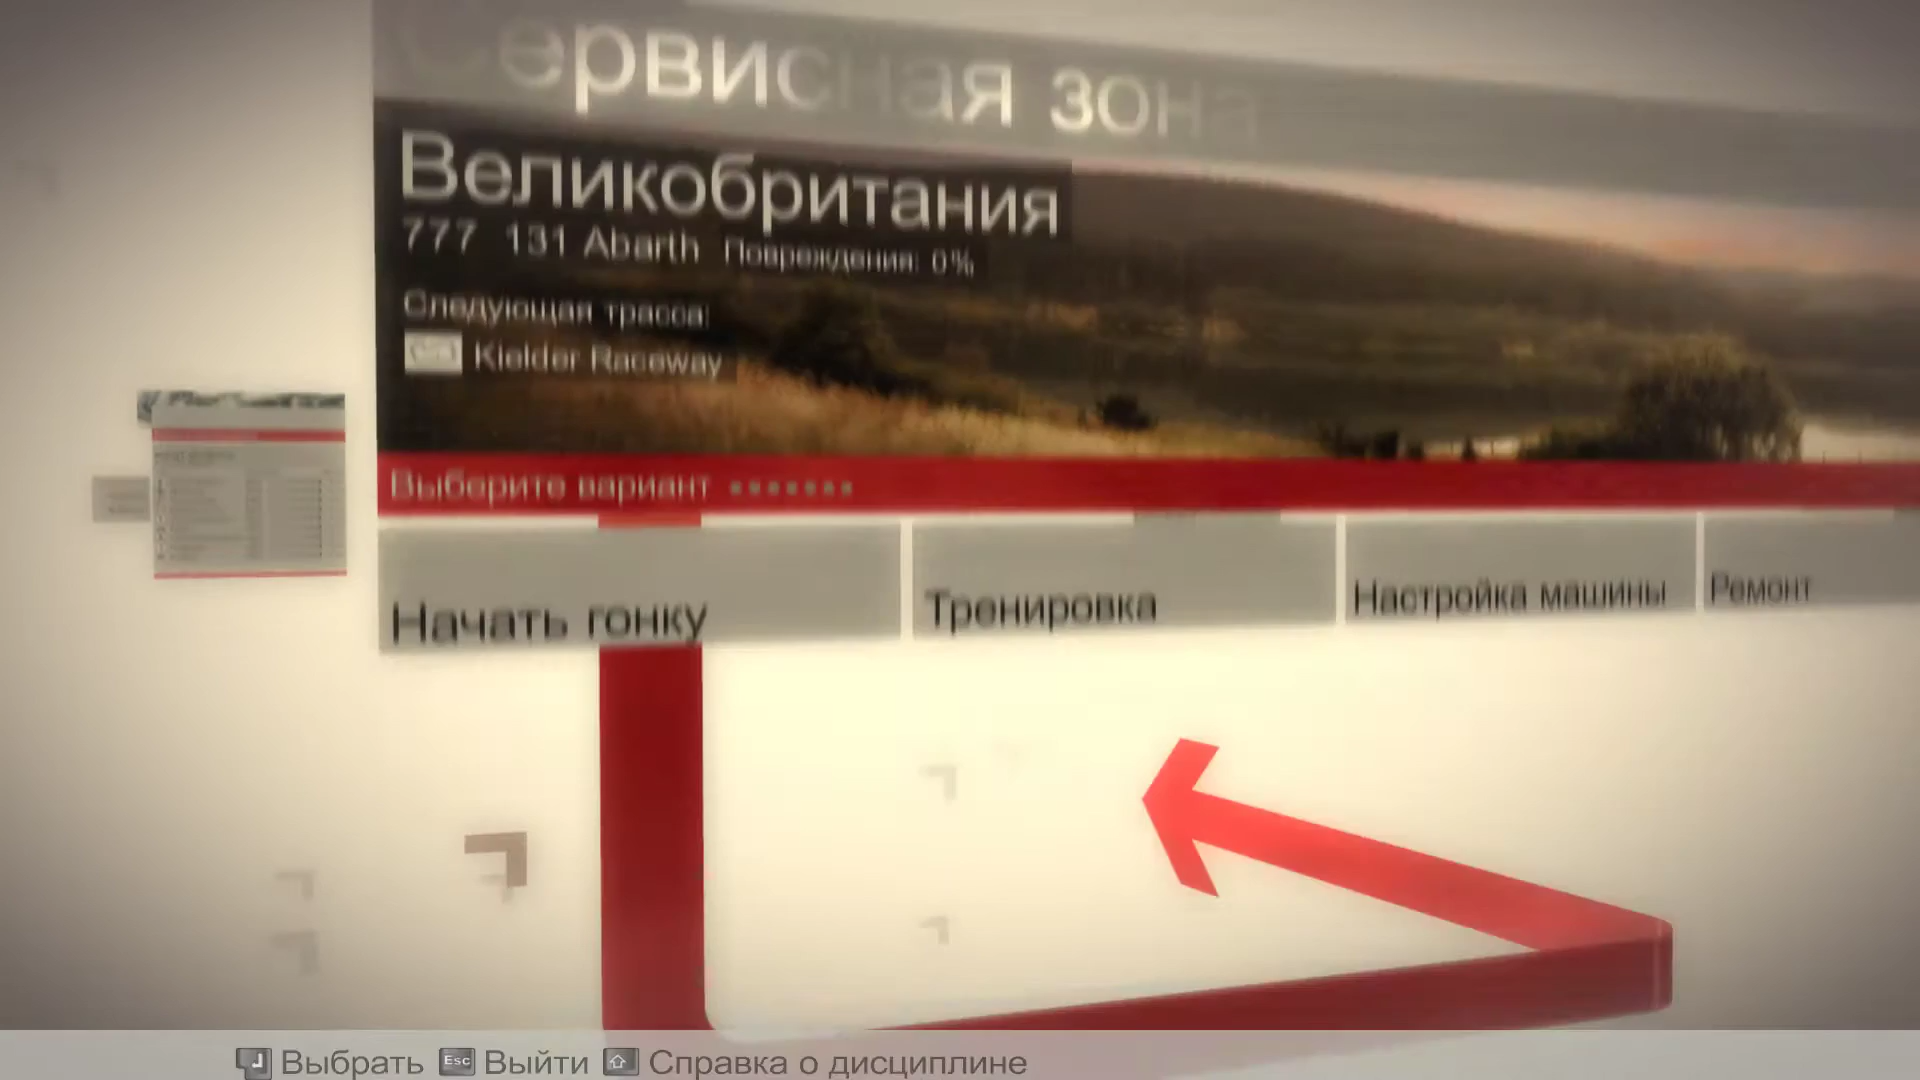 Сервисная зона
Великобритания
777 131 Abarth Повреждения: 0%
Следующая трасса:
Kielder Raceway
Выберите вариант
Начать гонку
Тренировка
Настройка машины
Ремонт
Выбрать Esc Выйти Справка о дисциплине